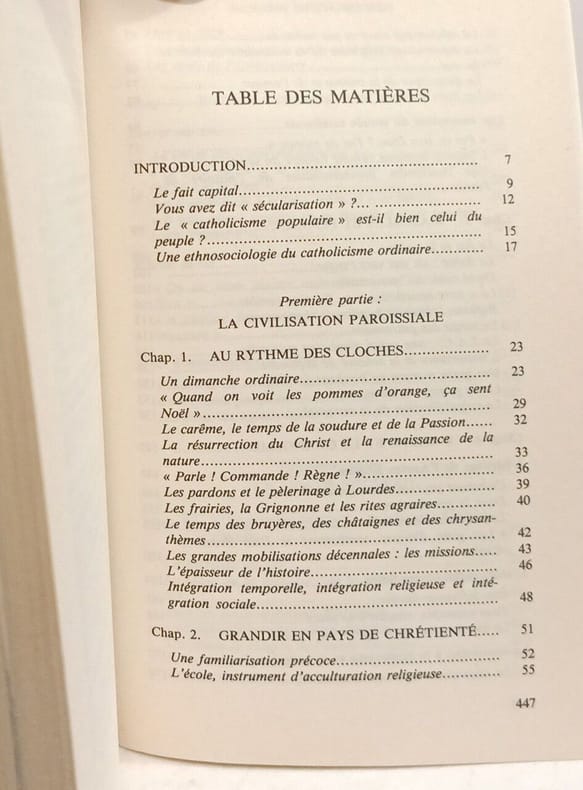 TABLE DES MATIÈRES
INTRODUCTION................................................ 7
Le fait capital................................................ 9
Vous avez dit « sécularisation » ?... ...................... 12
Le « catholicisme populaire » est-il bien celui du
peuple ?...................................................... 15
Une ethnosociologie du catholicisme ordinaire............ 17
Première partie :
LA CIVILISATION PAROISSIALE
Chap. 1. AU RYTHME DES CLOCHES.................. 23
Un dimanche ordinaire...................................... 23
« Quand on voit les pommes d'orange, ça sent
Noël »......................................................... 29
Le carême, le temps de la soudure et de la Passion...... 32
La résurrection du Christ et la renaissance de la
nature......................................................... 33
« Parle ! Commande ! Règne ! »........................... 36
Les pardons et le pèlerinage à Lourdes.................... 39
Les frairies, la Grignonne et les rites agraires............ 40
Le temps des bruyères, des châtaignes et des chrysan-
thèmes........................................................ 42
Les grandes mobilisations décennales : les missions..... 43
L'épaisseur de l'histoire..................................... 46
Intégration temporelle, intégration religieuse et inté-
gration sociale................................................ 48
Chap. 2. GRANDIR EN PAYS DE CHRÉTIENTÉ..... 51
Une familiarisation précoce................................. 52
L'école, instrument d'acculturation religieuse............. 55
447